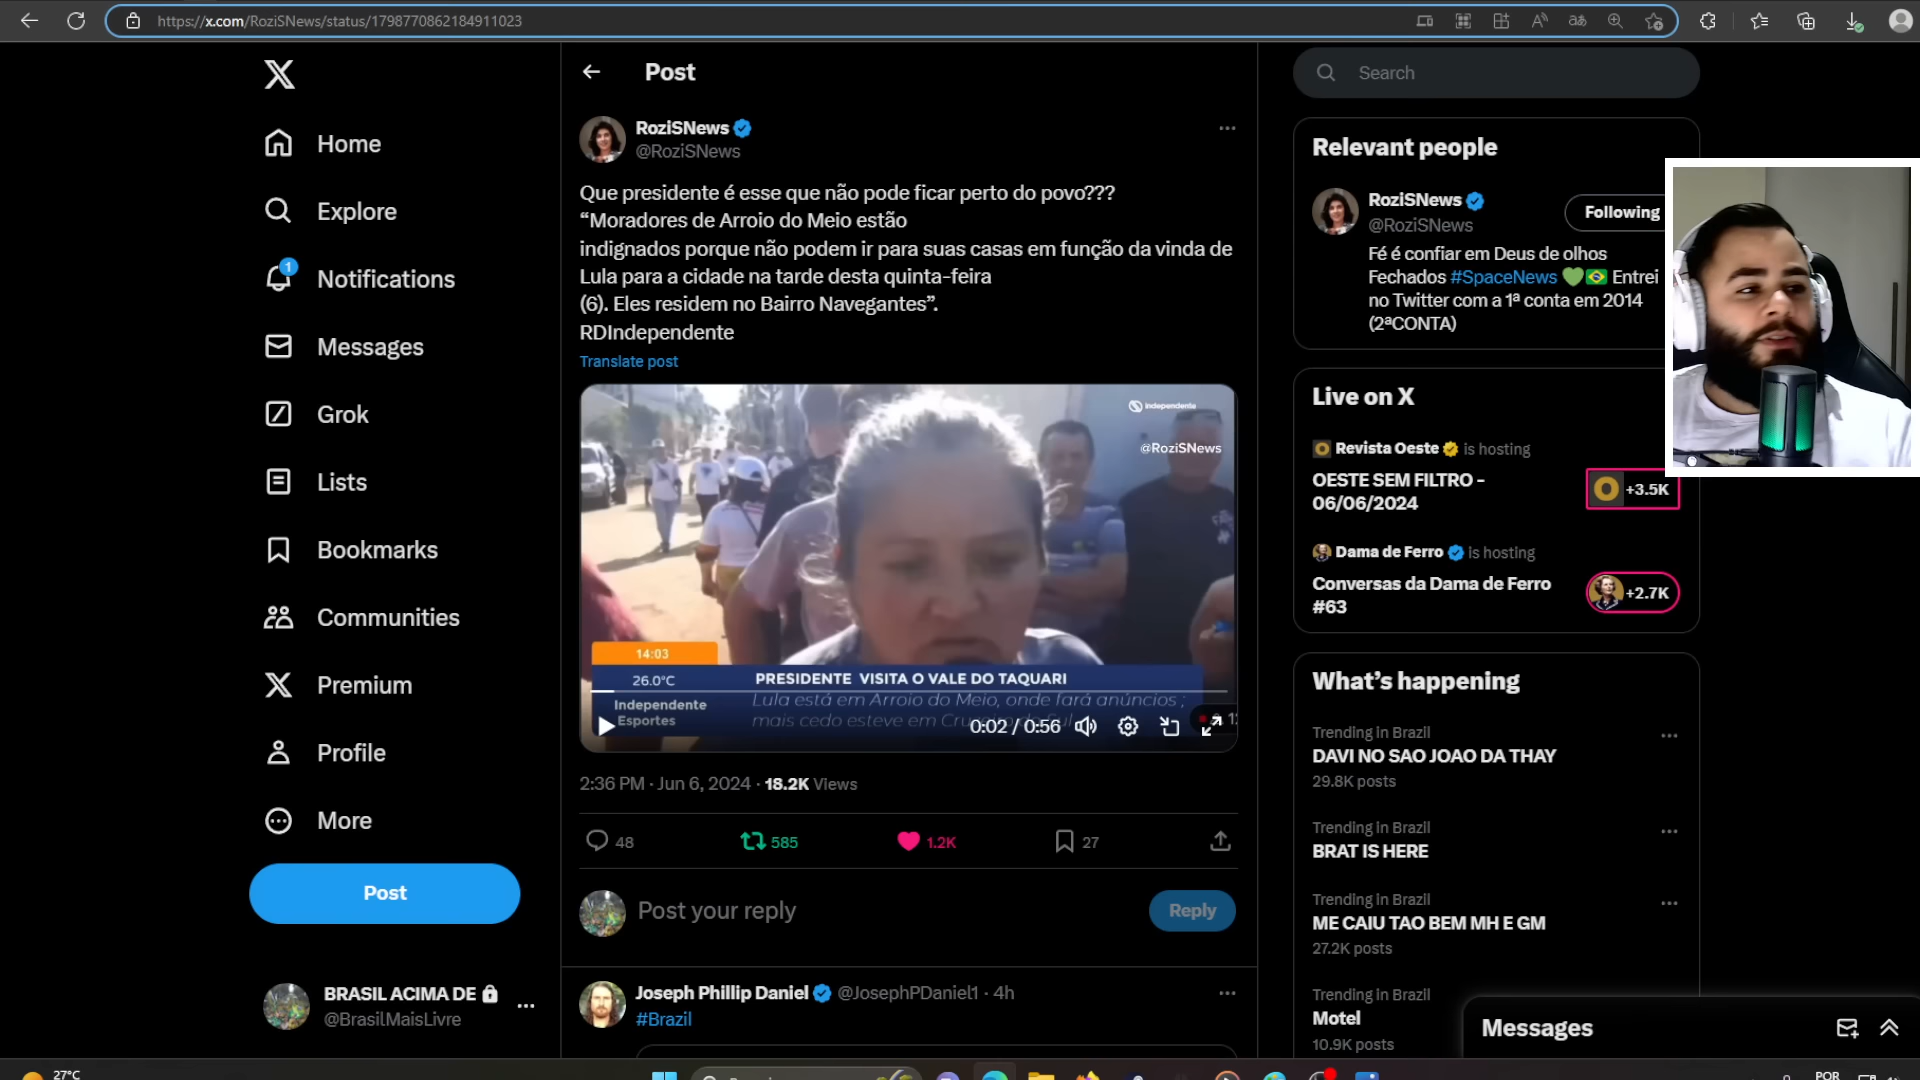 https://x.com/RoziSNews/status/1798770862184911023
Home
Explore
1
Notifications
Messages
Grok
Lists
Bookmarks
Communities
Premium
Profile
More
Post
BRASIL ACIMA DE
@BrasilMaisLivre
Post
RoziSNews
@RoziSNews
Que presidente é esse que não pode ficar perto do povo???
“Moradores de Arroio do Meio estão
indignados porque não podem ir para suas casas em função da vinda de
Lula para a cidade na tarde desta quinta-feira
(6). Eles residem no Bairro Navegantes”.
RDIndependente
Translate post
Independente
@RoziSNews
14:03
26.0°C
PRESIDENTE VISITA O VALE DO TAQUARI
Independente
Esportes
Lula está em Arroio do Meio, onde fará anúncios ;
mais cedo esteve em Cruzeiro do Sul
0:02 / 0:56
2:36 PM · Jun 6, 2024 · 18.2K Views
48
585
1.2K
27
Post your reply
Reply
Joseph Phillip Daniel @JosephPDaniel1 · 4h
#Brazil
Search
Relevant people
RoziSNews
@RoziSNews
Following
Fé é confiar em Deus de olhos
Fechados #SpaceNews Entrei
no Twitter com a 1ª conta em 2014
(2ªCONTA)
Live on X
Revista Oeste is hosting
OESTE SEM FILTRO -
06/06/2024
+3.5K
Dama de Ferro is hosting
Conversas da Dama de Ferro
#63
+2.7K
What’s happening
Trending in Brazil
DAVI NO SAO JOAO DA THAY
29.8K posts
Trending in Brazil
BRAT IS HERE
Trending in Brazil
ME CAIU TAO BEM MH E GM
27.2K posts
Trending in Brazil
Motel
10.9K posts
Messages
27°C
POR